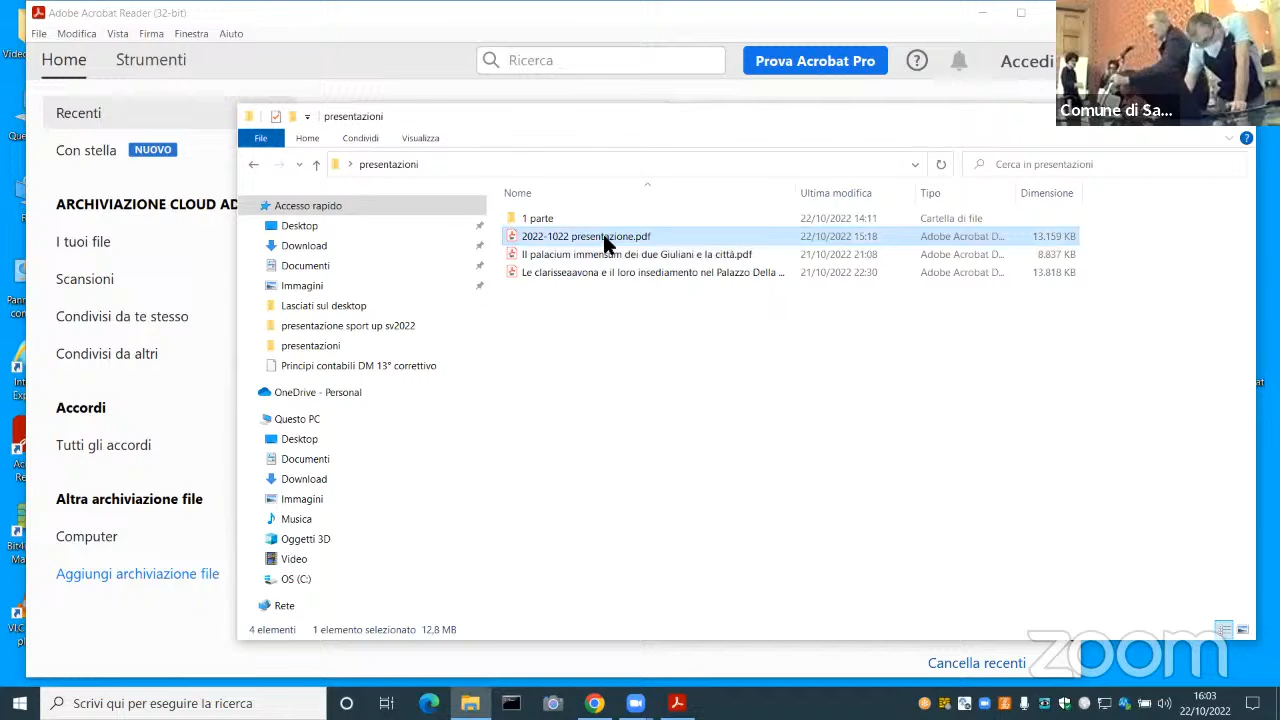 Adobe Acrobat Reader (32-bit)
File Modifica Vista Firma Finestra Aiuto
Home Strumenti Ricerca Prova Acrobat Pro ? Accedi
Comune di Sa...
Recenti
Con stella NUOVO
ARCHIVIAZIONE CLOUD AD
I tuoi file
Scansioni
Condivisi da te stesso
Condivisi da altri
Accordi
Tutti gli accordi
Altra archiviazione file
Computer
Aggiungi archiviazione file
presentazioni
File Home Condividi Visualizza
presentazioni Cerca in presentazioni
Nome Ultima modifica Tipo Dimensione
1 parte 22/10/2022 14:11 Cartella di file
2022-1022 presentazione.pdf 22/10/2022 15:18 Adobe Acrobat D... 13.159 KB
Il palacium immensum dei due Giuliani e la città.pdf 21/10/2022 21:08 Adobe Acrobat D... 8.837 KB
Le clarisseaavona e il loro insediamento nel Palazzo Della ... 21/10/2022 22:30 Adobe Acrobat D... 13.818 KB
Accesso rapido
Desktop
Download
Documenti
Immagini
Lasciati sul desktop
presentazione sport up sv2022
presentazioni
Principi contabili DM 13° correttivo
OneDrive - Personal
Questo PC
Desktop
Documenti
Download
Immagini
Musica
Oggetti 3D
Video
OS (C:)
Rete
4 elementi 1 elemento selezionato 12,8 MB
Cancella recenti
zoom
Scrivi qui per eseguire la ricerca
16:03
22/10/2022